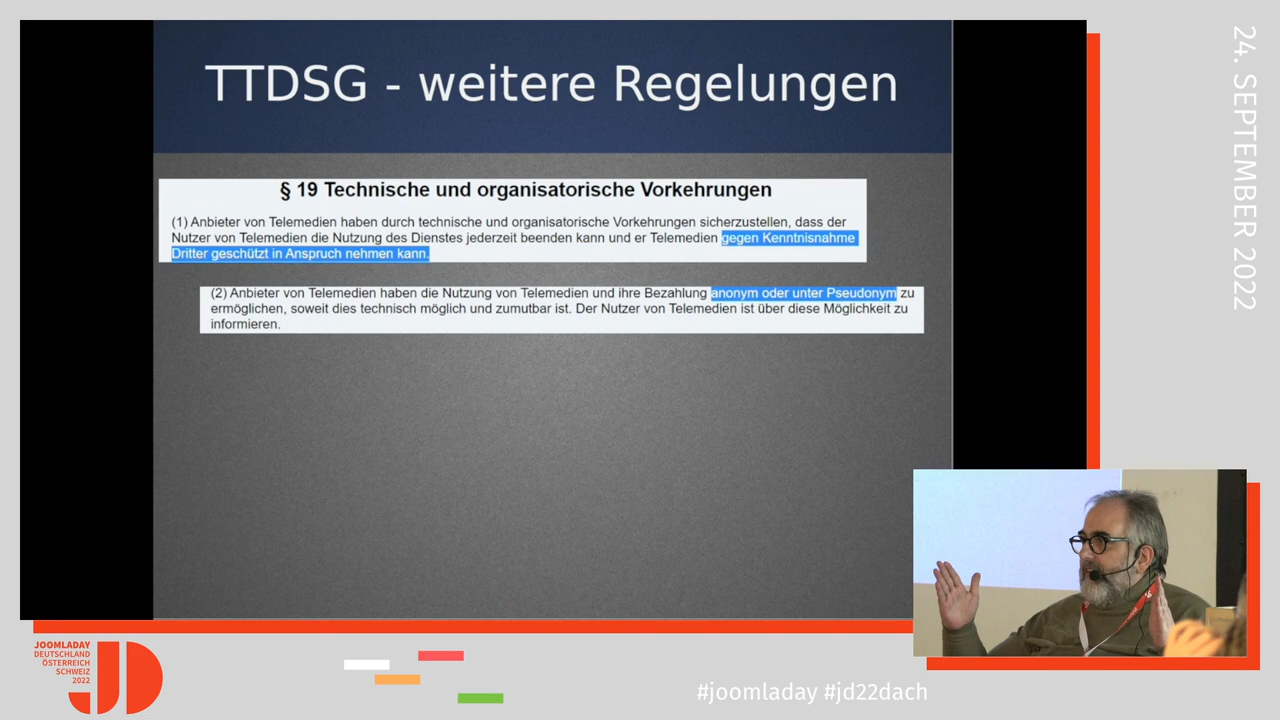 TTDSG - weitere Regelungen
§ 19 Technische und organisatorische Vorkehrungen
(1) Anbieter von Telemedien haben durch technische und organisatorische Vorkehrungen sicherzustellen, dass der
Nutzer von Telemedien die Nutzung des Dienstes jederzeit beenden kann und er Telemedien gegen Kenntnisnahme
Dritter geschützt in Anspruch nehmen kann.
(2) Anbieter von Telemedien haben die Nutzung von Telemedien und ihre Bezahlung anonym oder unter Pseudonym zu
ermöglichen, soweit dies technisch möglich und zumutbar ist. Der Nutzer von Telemedien ist über diese Möglichkeit zu
informieren.
24. SEPTEMBER 2022
JOOMLADAY
DEUTSCHLAND
ÖSTERREICH
SCHWEIZ
2022
JD
#joomladay #jd22dach